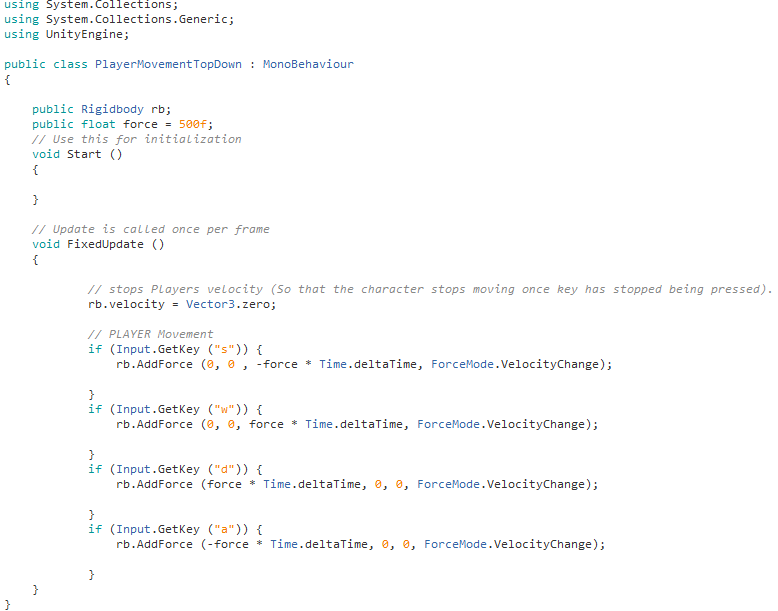 using System.Collections;
using System.Collections.Generic;
using UnityEngine;
public class PlayerMovementTopDown : MonoBehaviour
{
public Rigidbody rb;
public float force = 500f;
// Use this for initialization
void Start ()
{
}
// Update is called once per frame
void FixedUpdate ()
{
// stops Players velocity (So that the character stops moving once key has stopped being pressed).
rb.velocity = Vector3.zero;
// PLAYER Movement
if (Input.GetKey ("s")) {
rb.AddForce (0, 0 , -force * Time.deltaTime, ForceMode.VelocityChange);
}
if (Input.GetKey ("w")) {
rb.AddForce (0, 0, force * Time.deltaTime, ForceMode.VelocityChange);
}
if (Input.GetKey ("d")) {
rb.AddForce (force * Time.deltaTime, 0, 0, ForceMode.VelocityChange);
}
if (Input.GetKey ("a")) {
rb.AddForce (-force * Time.deltaTime, 0, 0, ForceMode.VelocityChange);
}
}
}